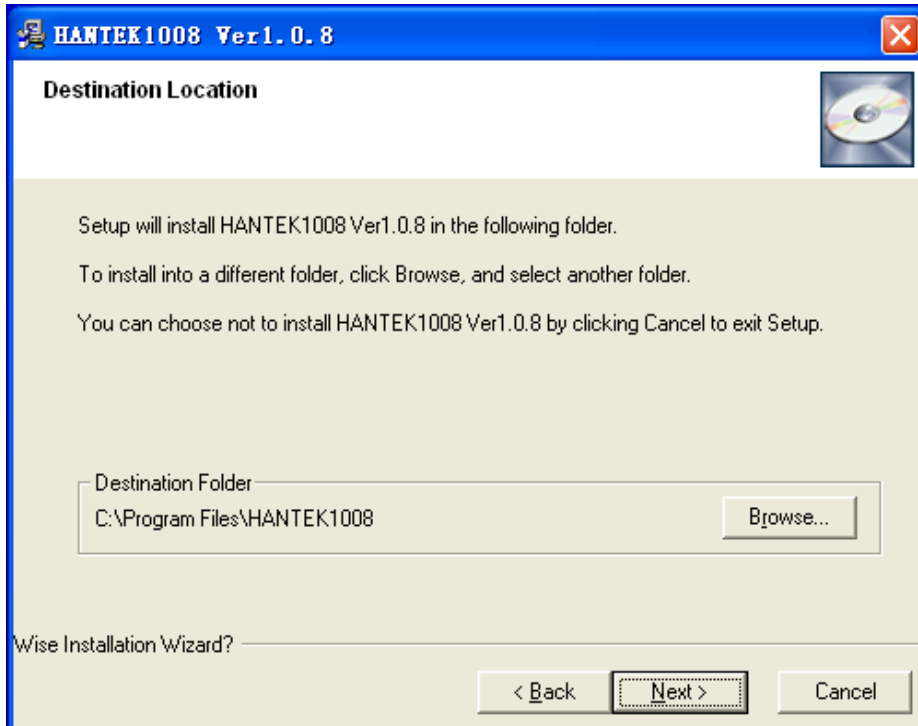 HANTEK1008 Ver1.0.8
Destination Location
Setup will install HANTEK1008 Ver1.0.8 in the following folder.
To install into a different folder, click Browse, and select another folder.
You can choose not to install HANTEK1008 Ver1.0.8 by clicking Cancel to exit Setup.
Destination Folder
C:\Program Files\HANTEK1008
Browse...
Wise Installation Wizard?
< Back
Next >
Cancel